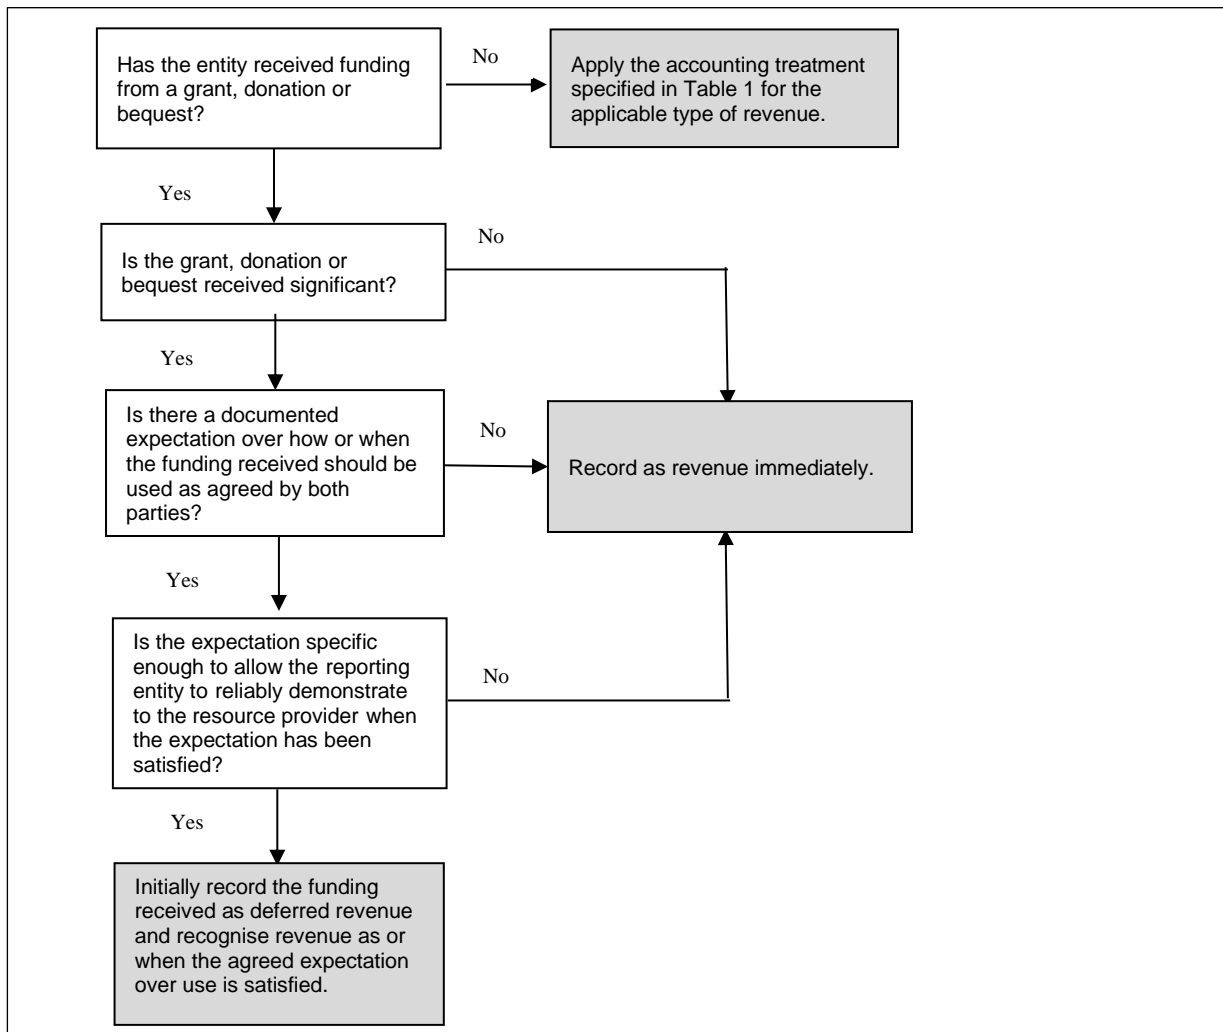 Has the entity received funding
from a grant, donation or
bequest?
No
Apply the accounting treatment
specified in Table 1 for the
applicable type of revenue.
Yes
Is the grant, donation or
bequest received significant?
No
Yes
Is there a documented
expectation over how or when
the funding received should be
used as agreed by both
parties?
No
Record as revenue immediately.
Yes
Is the expectation specific
enough to allow the reporting
entity to reliably demonstrate
to the resource provider when
the expectation has been
satisfied?
No
Yes
Initially record the funding
received as deferred revenue
and recognise revenue as or
when the agreed expectation
over use is satisfied.